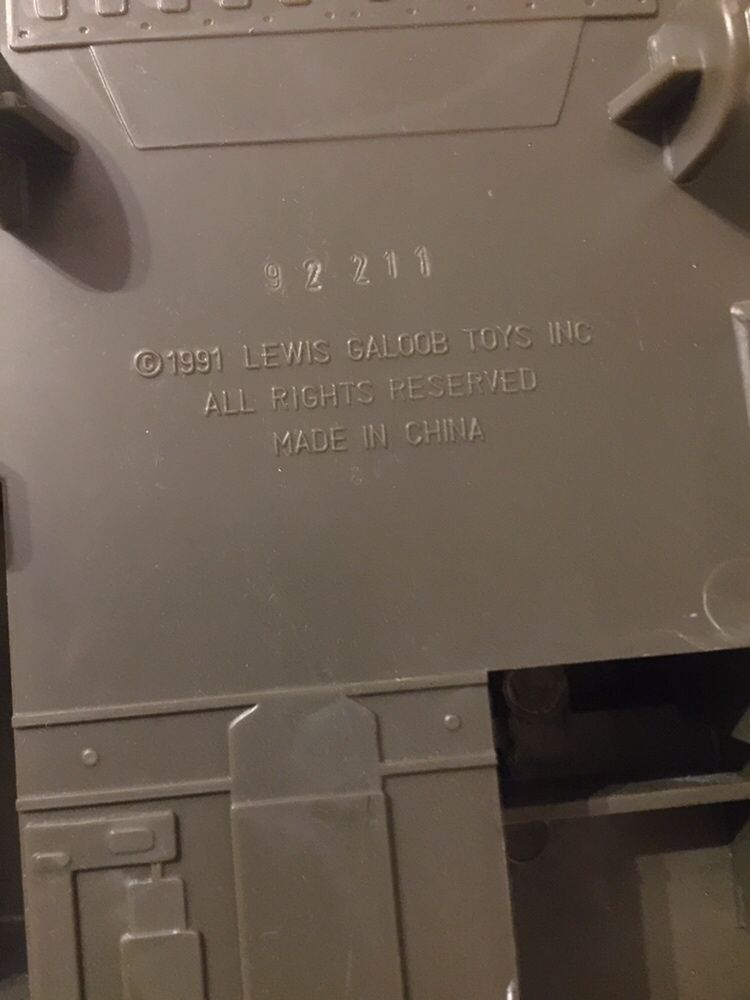 92 211
©1991 LEWIS GALOOB TOYS INC
ALL RIGHTS RESERVED
MADE IN CHINA